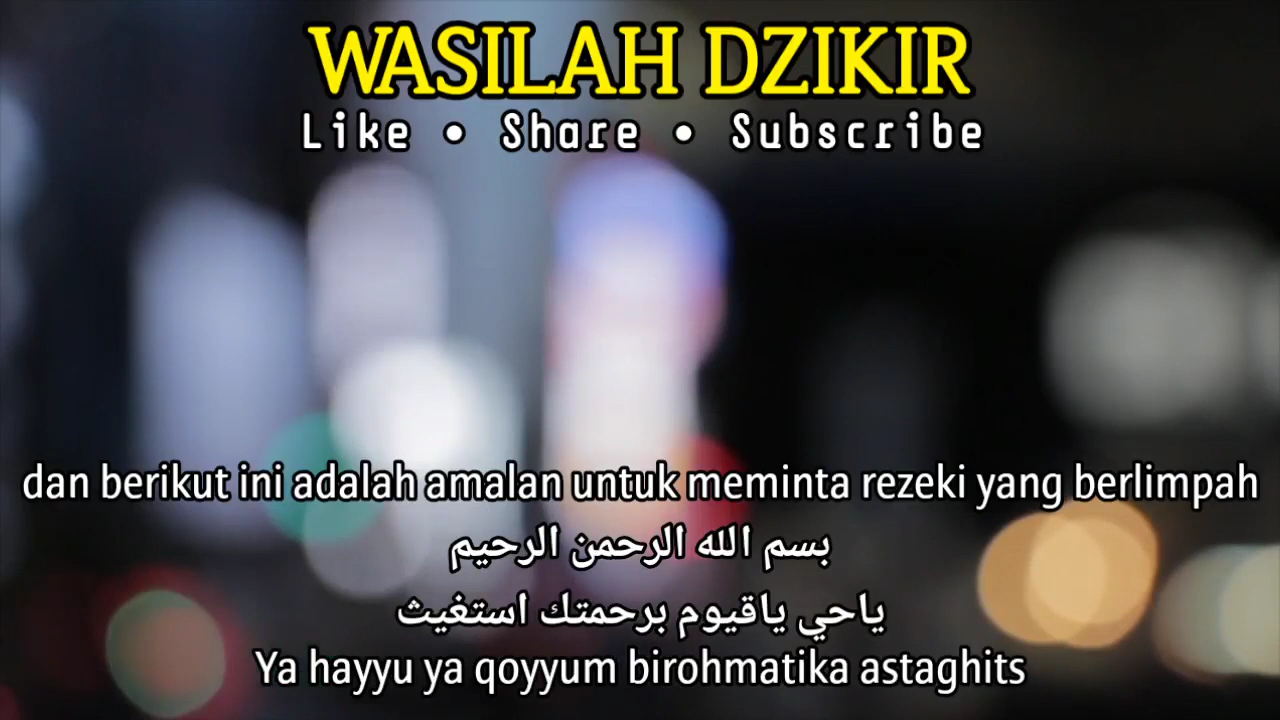 WASILAH DZIKIR
Like • Share • Subscribe
dan berikut ini adalah amalan untuk meminta rezeki yang berlimpah
بسم الله الرحمن الرحيم
ياحي ياقيوم برحمتك استغيث
Ya hayyu ya qoyyum birohmatika astaghits